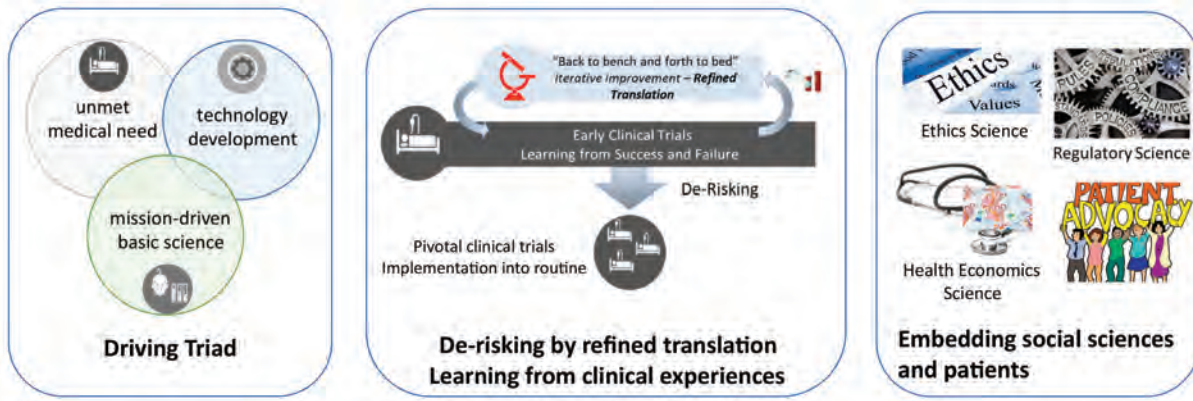 unmet
medical need
technology
development
mission-driven
basic science
Driving Triad
"Back to bench and forth to bed"
iterative improvement – Refined
Translation
Early Clinical Trials
Learning from Success and Failure
De-Risking
Pivotal clinical trials
Implementation into routine
De-risking by refined translation
Learning from clinical experiences
Ethics
Values
Ethics Science
RULES
REGULATIONS
COMPLIANCE
POLICIES
Regulatory Science
Health Economics
Science
PATIENT
ADVOCACY
Embedding social sciences
and patients